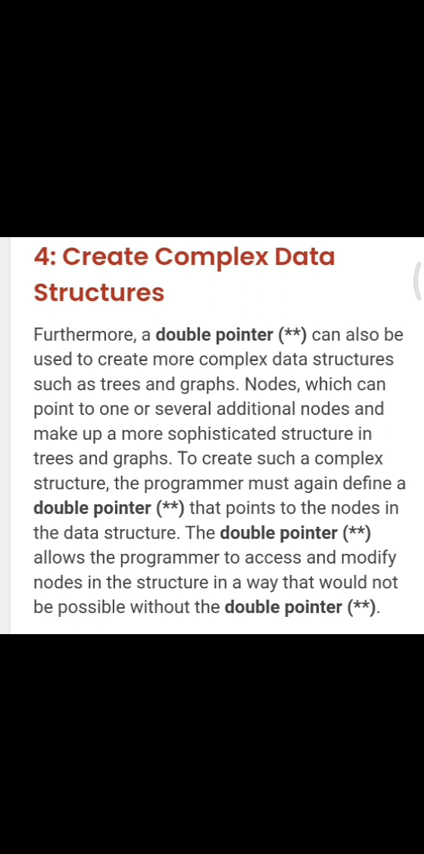 4: Create Complex Data
Structures
Furthermore, a double pointer (**) can also be
used to create more complex data structures
such as trees and graphs. Nodes, which can
point to one or several additional nodes and
make up a more sophisticated structure in
trees and graphs. To create such a complex
structure, the programmer must again define a
double pointer (**) that points to the nodes in
the data structure. The double pointer (**)
allows the programmer to access and modify
nodes in the structure in a way that would not
be possible without the double pointer (**).